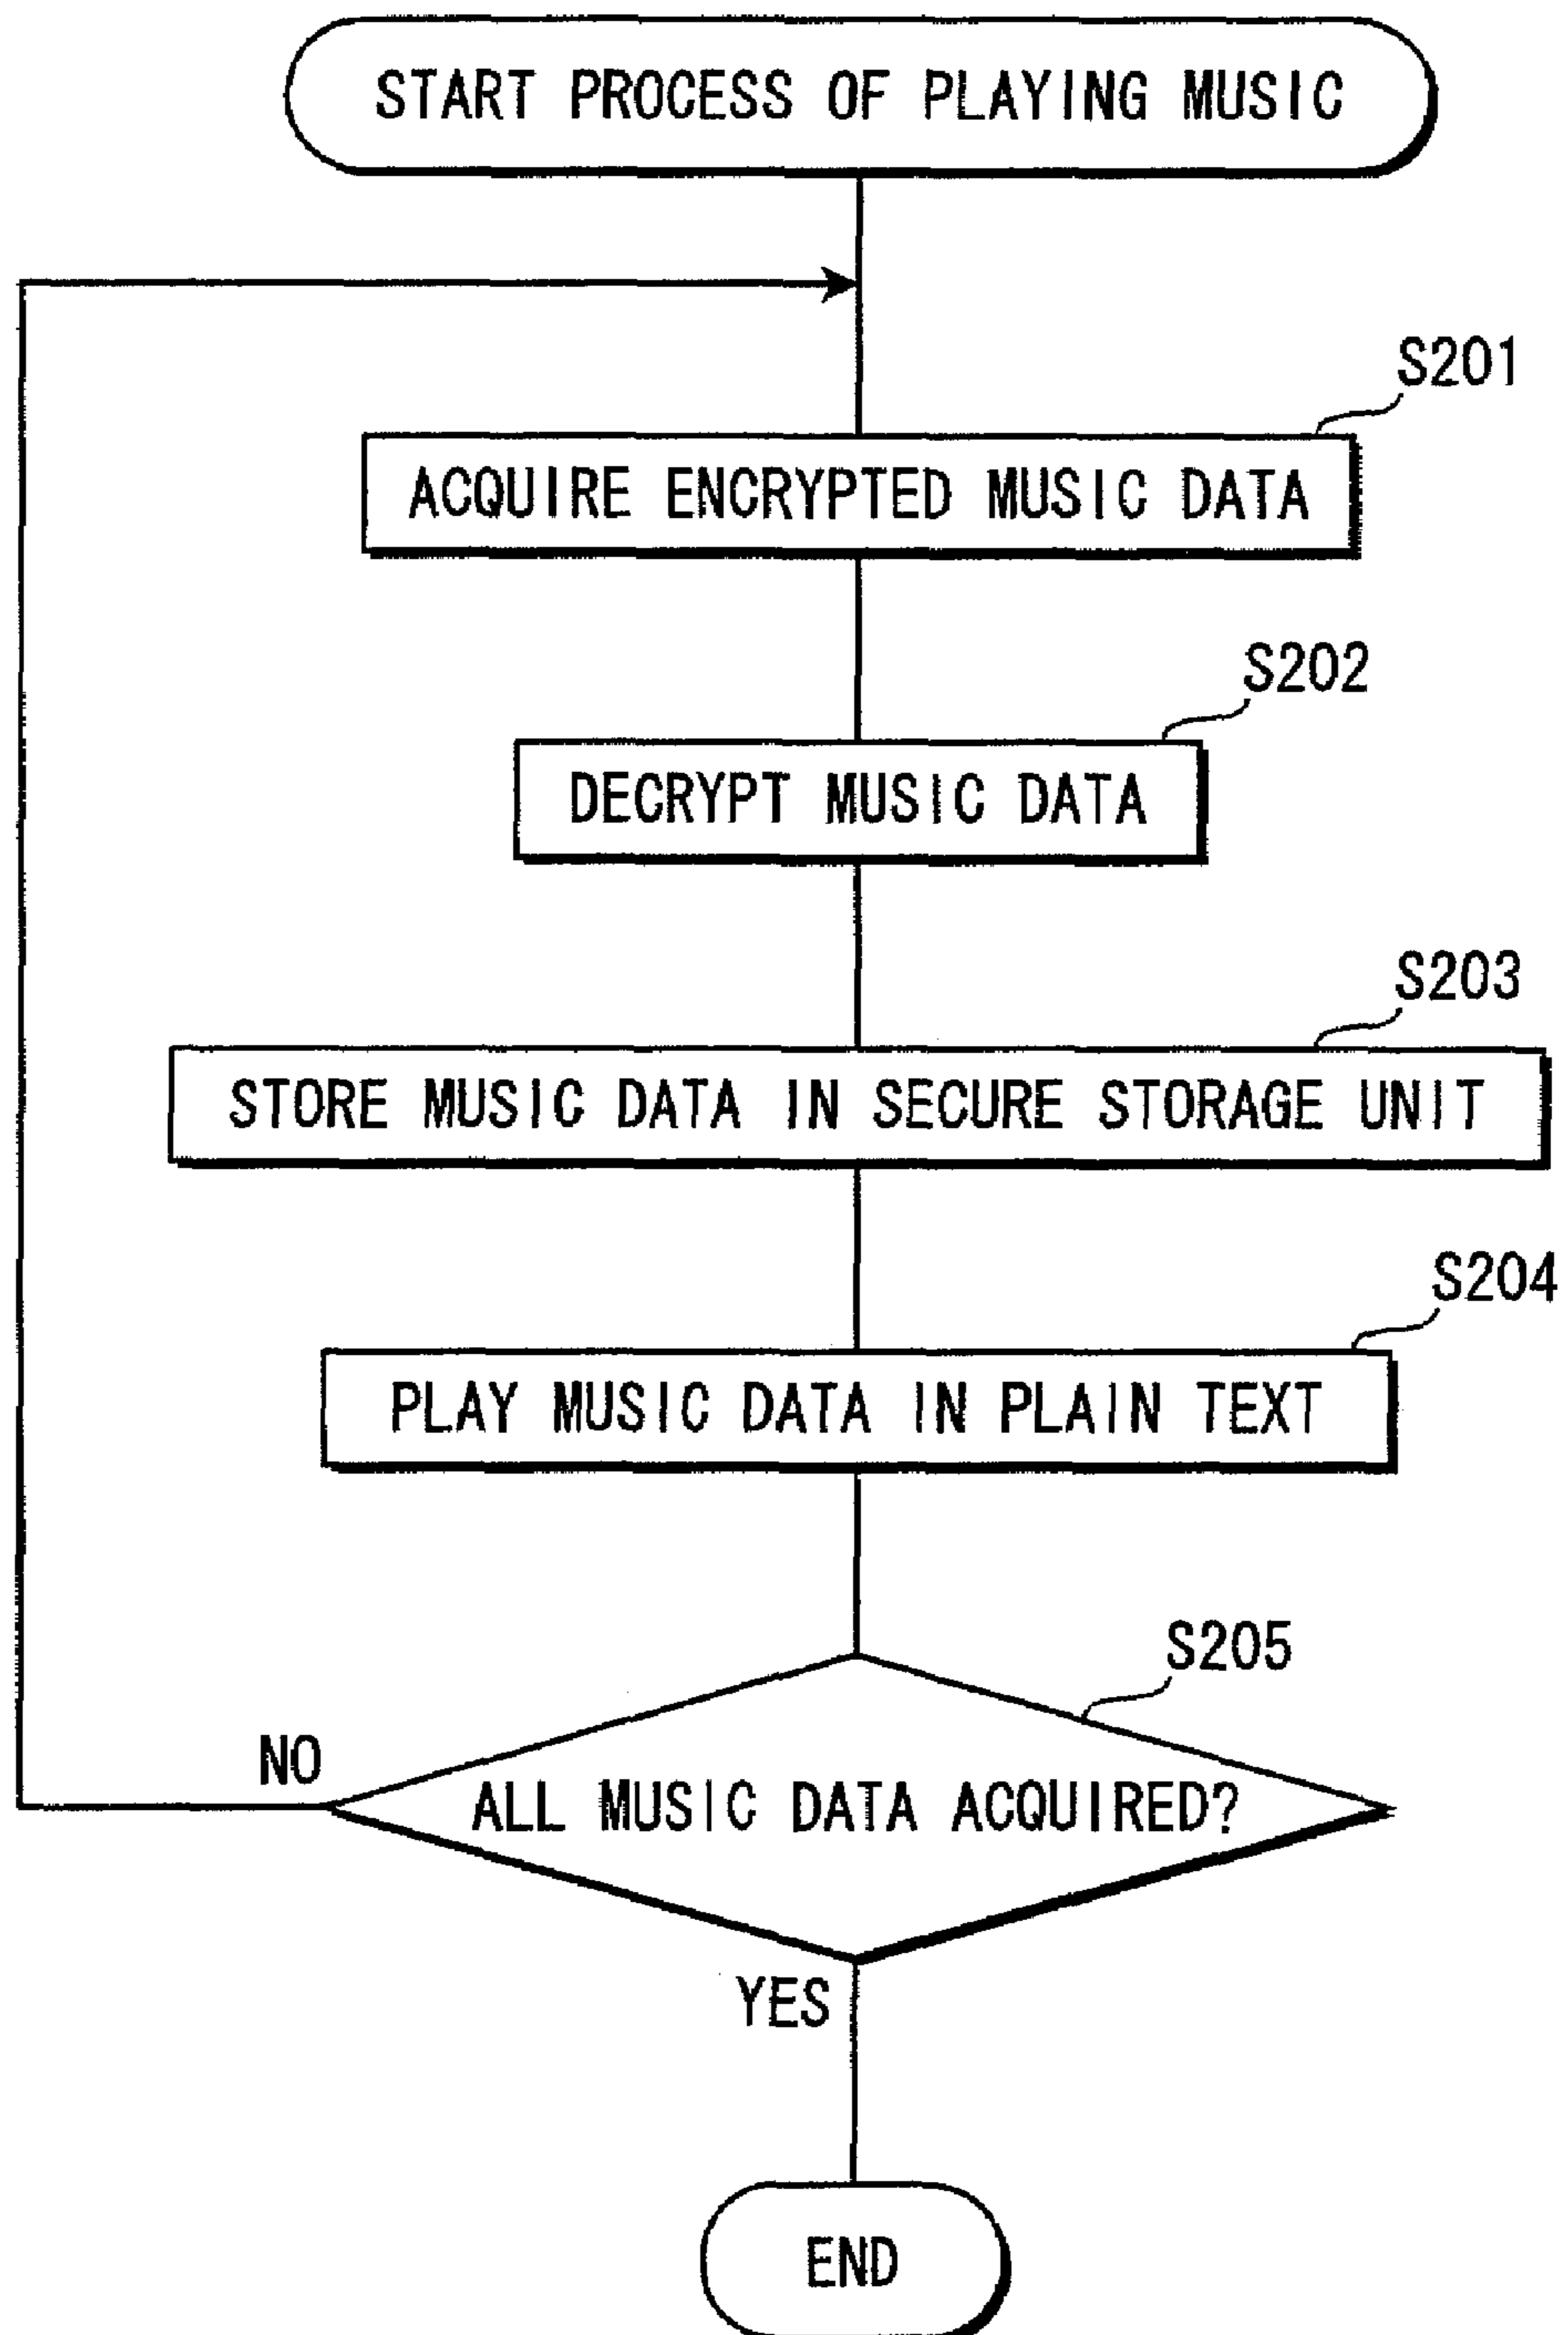 START PROCESS OF PLAYING MUSIC
S201
ACQUIRE ENCRYPTED MUSIC DATA
S202
DECRYPT MUSIC DATA
S203
STORE MUSIC DATA IN SECURE STORAGE UNIT
S204
PLAY MUSIC DATA IN PLAIN TEXT
S205
NO
ALL MUSIC DATA ACQUIRED?
YES
END